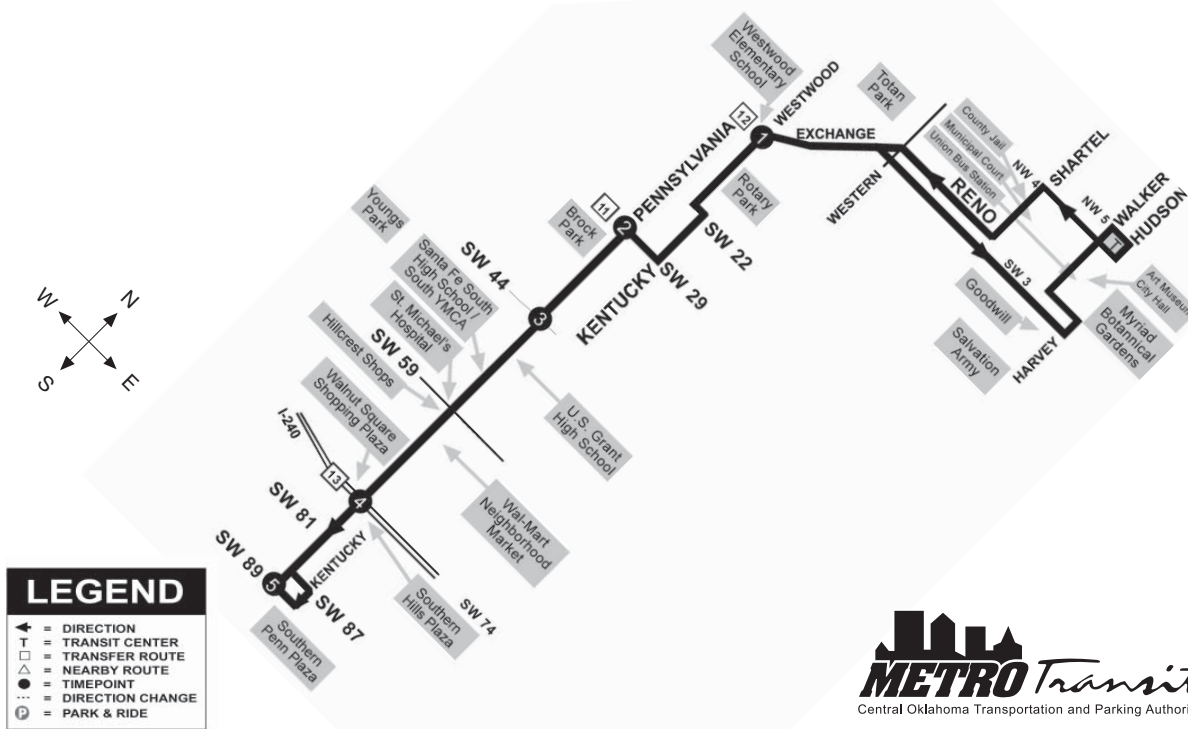 Westwood
Elementary
School
WESTWOOD
12
1
EXCHANGE
Totan
Park
County Jail
Municipal Court
Union Bus Station
NW 4
SHARTEL
NW 5
WALKER
HUDSON
T
WESTERN
RENO
SW 3
Goodwill
Salvation
Army
HARVEY
Art Museum
City Hall
Myriad
Botannical
Gardens
PENNSYLVANIA
Rotary
Park
SW 22
11
2
Brock
Park
SW 29
KENTUCKY
Youngs
Park
SW 44
3
Santa Fe South
High School /
South YMCA
St. Michael's
Hospital
SW 59
Hillcrest Shops
Walnut Square
Shopping Plaza
U.S. Grant
High School
I-240
13
4
Wal-Mart
Neighborhood
Market
SW 81
KENTUCKY
SW 89
5
SW 87
Southern
Hills Plaza
SW 74
Southern
Penn Plaza
W
N
S
E
LEGEND
= DIRECTION
T = TRANSIT CENTER
= TRANSFER ROUTE
= NEARBY ROUTE
= TIMEPOINT
--- = DIRECTION CHANGE
P = PARK & RIDE
METRO Transit
Central Oklahoma Transportation and Parking Authori